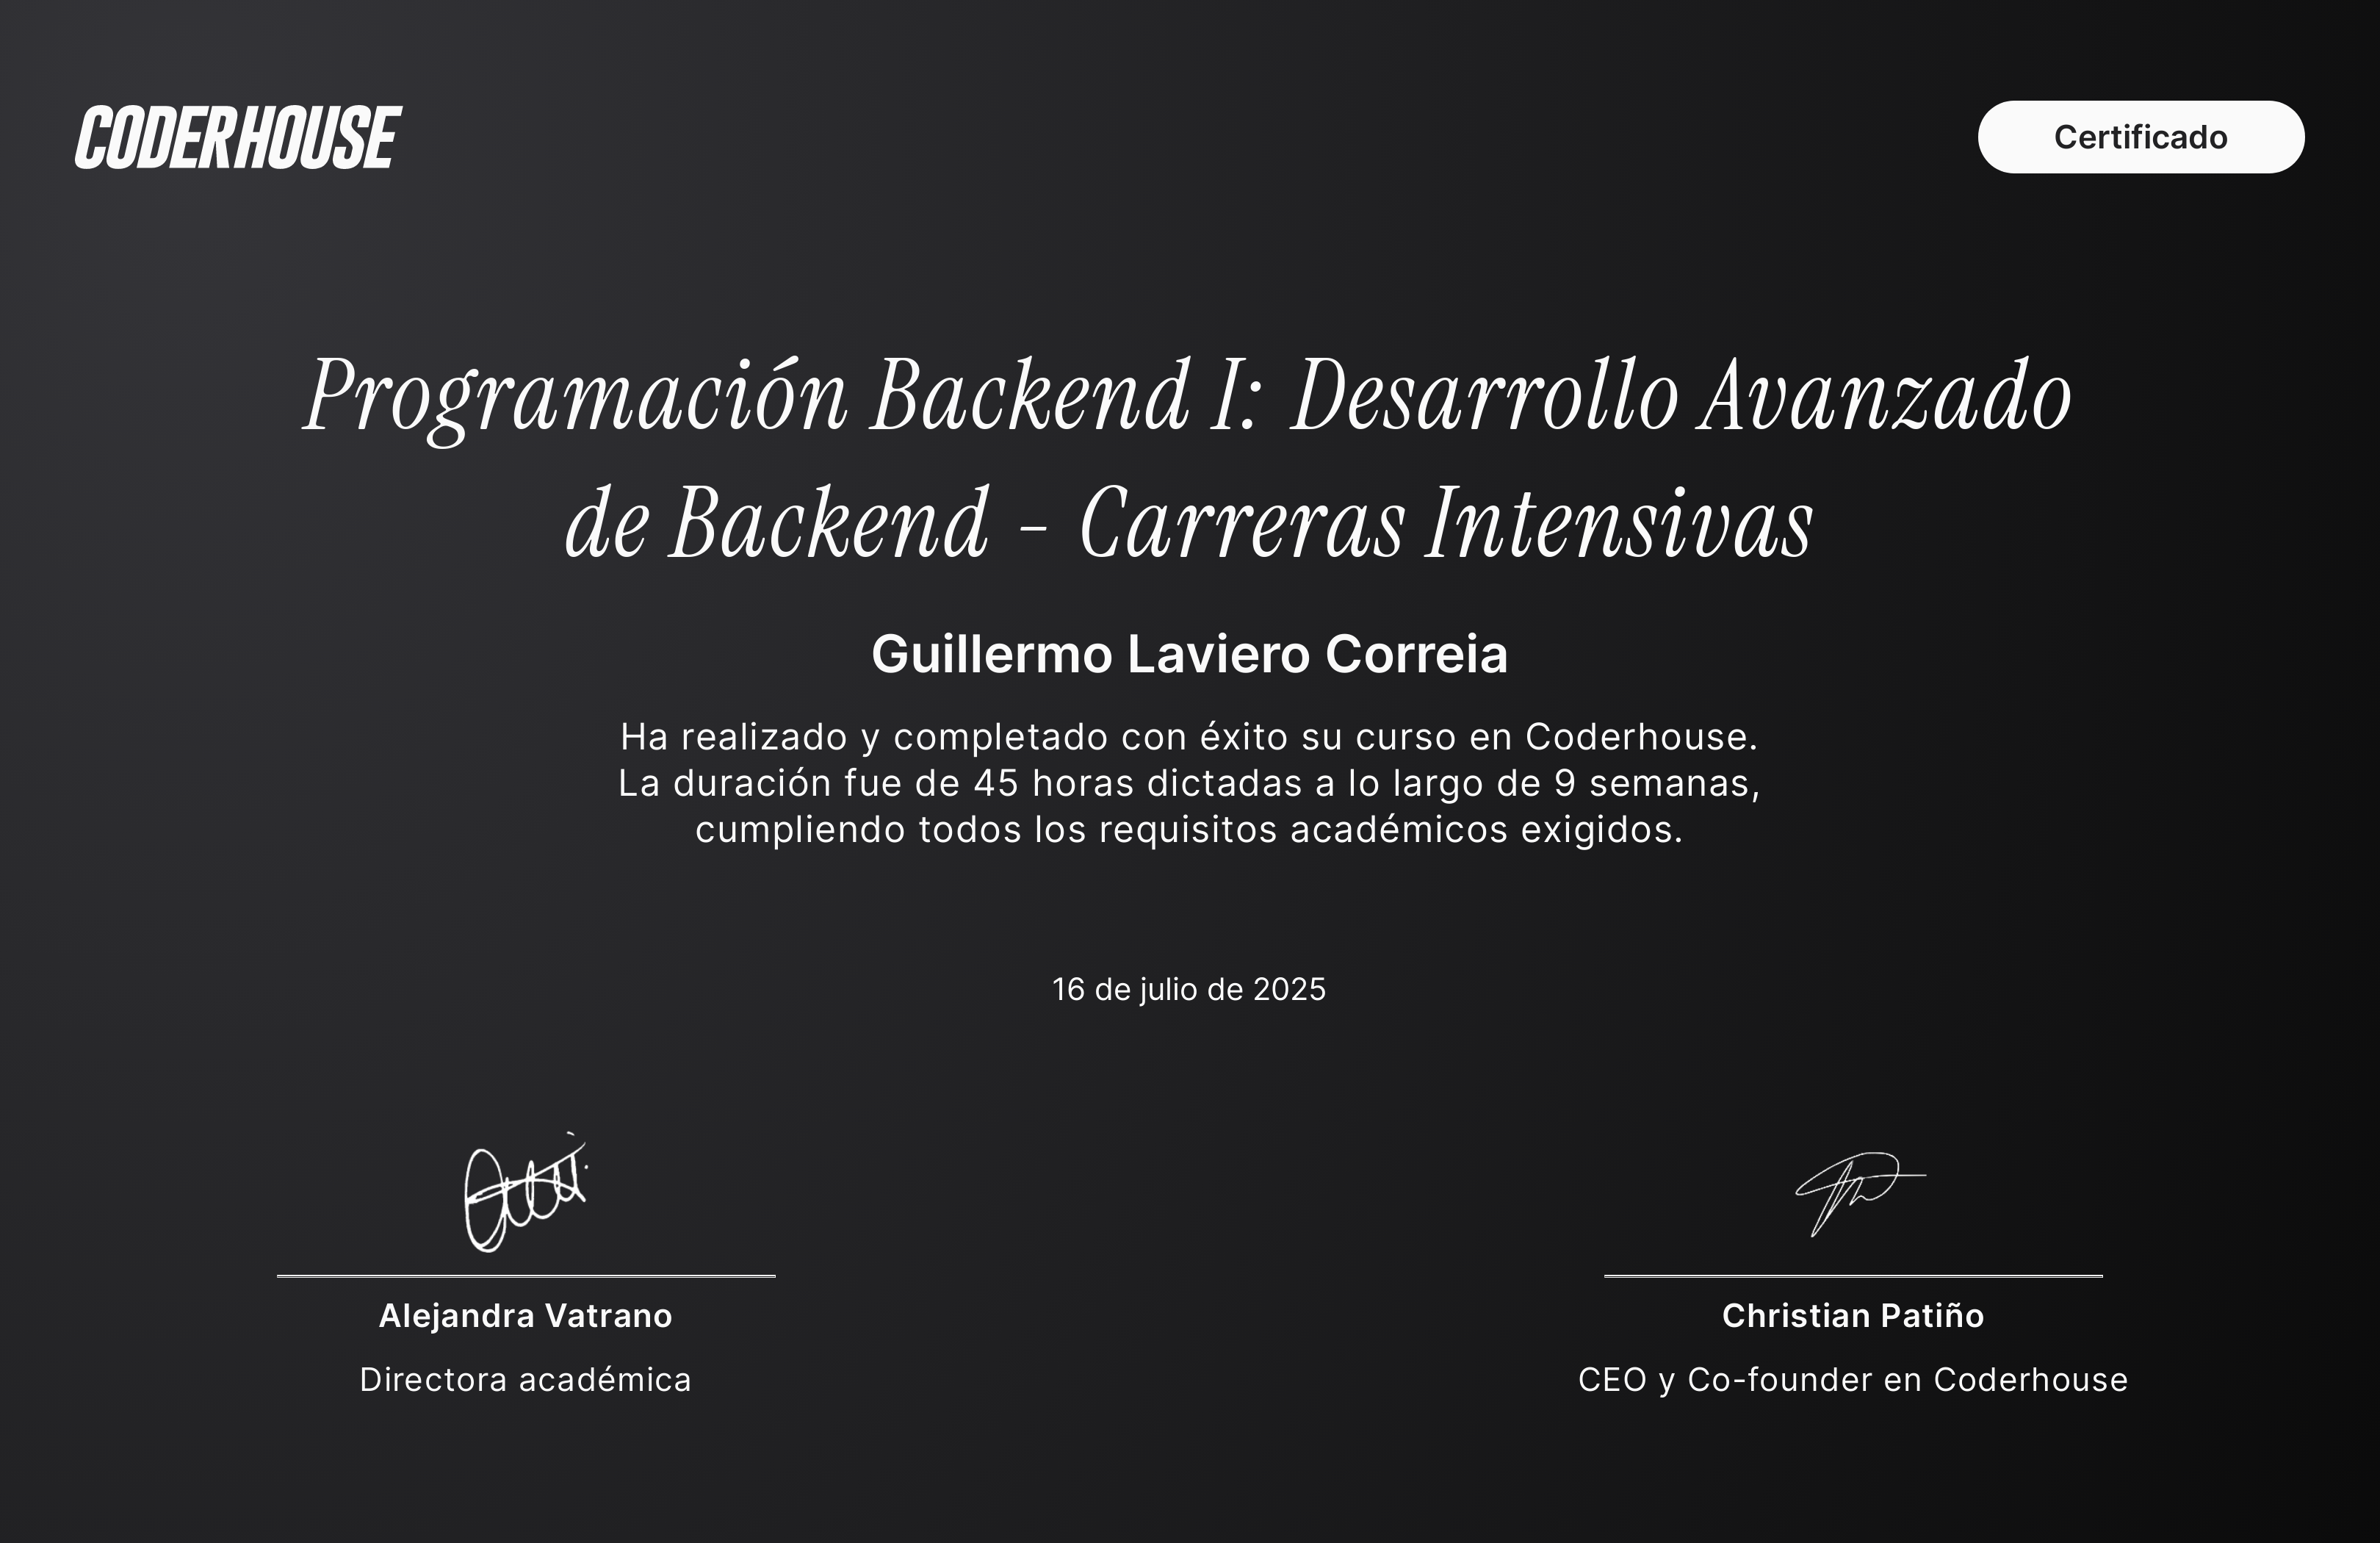 CODERHOUSE
Certificado
Programación Backend I: Desarrollo Avanzado
de Backend - Carreras Intensivas
Guillermo Laviero Correia
Ha realizado y completado con éxito su curso en Coderhouse.
La duración fue de 45 horas dictadas a lo largo de 9 semanas,
cumpliendo todos los requisitos académicos exigidos.
16 de julio de 2025
Alejandra Vatrano
Directora académica
Christian Patiño
CEO y Co-founder en Coderhouse